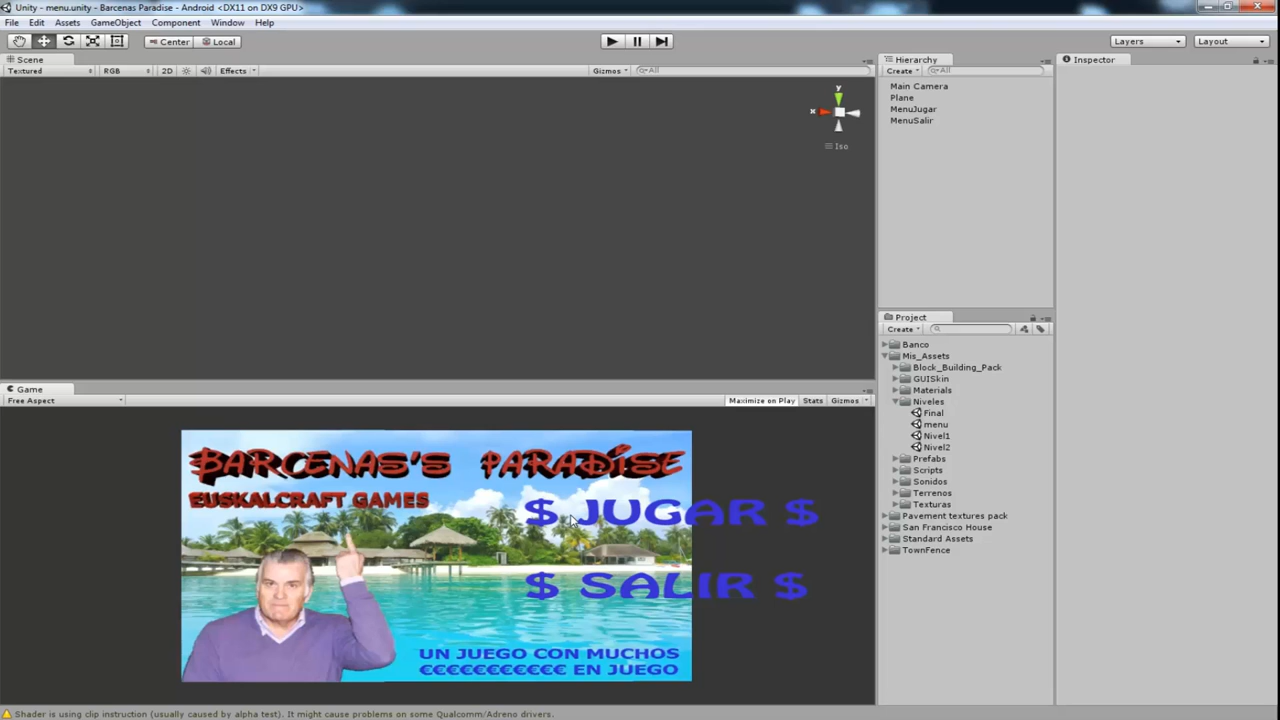 Unity - menu.unity - Barcenas Paradise - Android <DX11 on DX9 GPU>
File Edit Assets GameObject Component Window Help
Center Local Layers Layout
Scene Hierarchy Inspector
Textured RGB 2D Effects Gizmos All Create All
Main Camera
Plane
MenuJugar
MenuSalir
y
x
Iso
Project
Create
Banco
Mis_Assets
Block_Building_Pack
GUISkin
Materials
Niveles
Final
menu
Nivel1
Nivel2
Prefabs
Scripts
Sonidos
Terrenos
Texturas
Pavement textures pack
San Francisco House
Standard Assets
TownFence
Game
Free Aspect Maximize on Play Stats Gizmos
BARCENAS'S PARADISE
EUSKALCRAFT GAMES
$ JUGAR $
$ SALIR $
UN JUEGO CON MUCHOS
€€€€€€€€€€€ EN JUEGO
Shader is using clip instruction (usually caused by alpha test). It might cause problems on some Qualcomm/Adreno drivers.